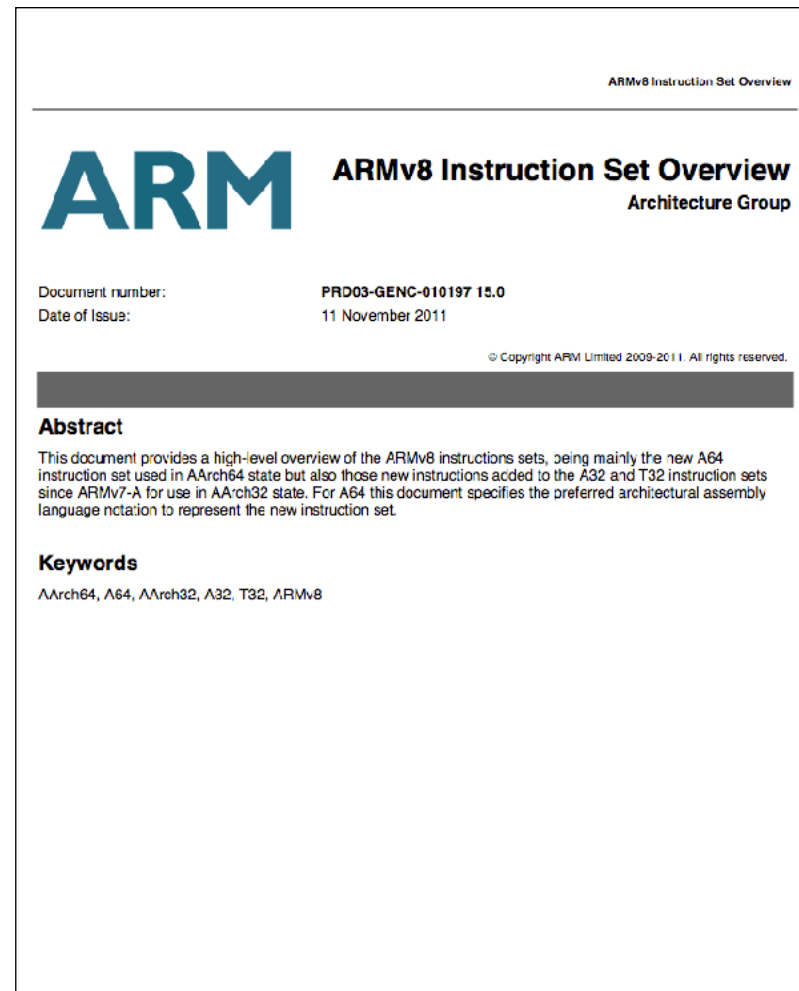 ARMv8 Instruction Set Overview
ARM
ARMv8 Instruction Set Overview
Architecture Group
Document number: PRD03-GENC-010197 15.0
Date of Issue: 11 November 2011
© Copyright ARM Limited 2009-2011. All rights reserved.
Abstract
This document provides a high-level overview of the ARMv8 instructions sets, being mainly the new A64
instruction set used in AArch64 state but also those new instructions added to the A32 and T32 instruction sets
since ARMv7-A for use in AArch32 state. For A64 this document specifies the preferred architectural assembly
language notation to represent the new instruction set.
Keywords
AArch64, A64, AArch32, A32, T32, ARMv8